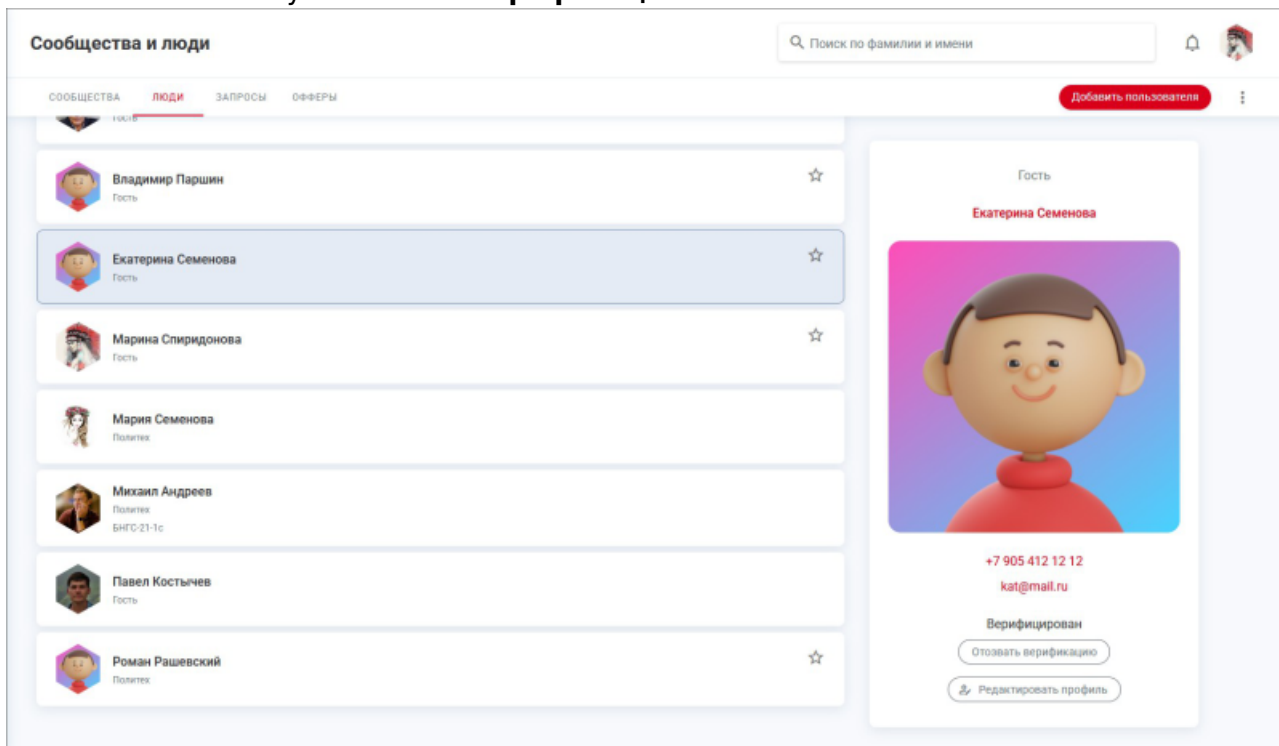 Сообщества и люди
Поиск по фамилии и имени
СООБЩЕСТВА ЛЮДИ ЗАПРОСЫ ОФФЕРЫ
Добавить пользователя
Гость
Владимир Паршин
Гость
Екатерина Семенова
Гость
Марина Спиридонова
Гость
Мария Семенова
Политех
Михаил Андреев
Политех
БНГС-21-1с
Павел Костычев
Гость
Роман Рашевский
Политех
Гость
Екатерина Семенова
+7 905 412 12 12
kat@mail.ru
Верифицирован
Отозвать верификацию
Редактировать профиль